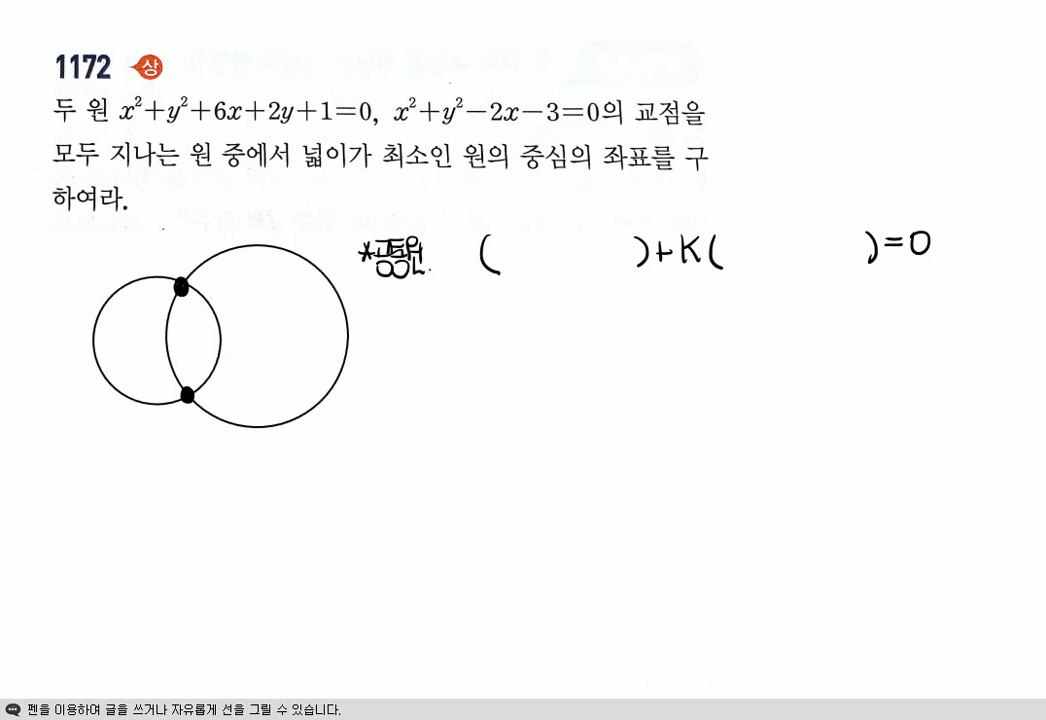 1172 상
두 원 x²+y²+6x+2y+1=0, x²+y²-2x-3=0의 교점을
모두 지나는 원 중에서 넓이가 최소인 원의 중심의 좌표를 구
하여라.
*공통원 ( )+K( )=0
펜을 이용하여 글을 쓰거나 자유롭게 선을 그릴 수 있습니다.